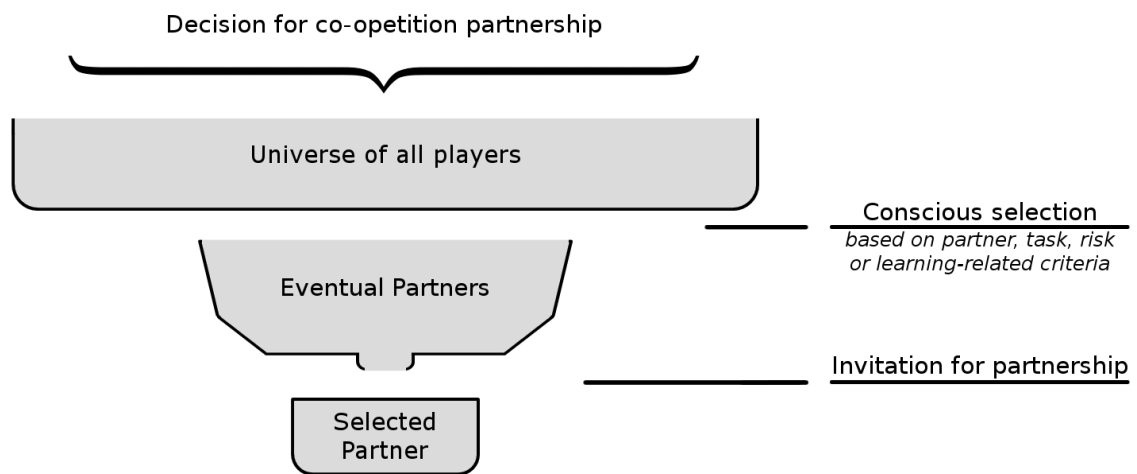 Decision for co-opetition partnership
Universe of all players
Conscious selection
based on partner, task, risk
or learning-related criteria
Eventual Partners
Invitation for partnership
Selected
Partner